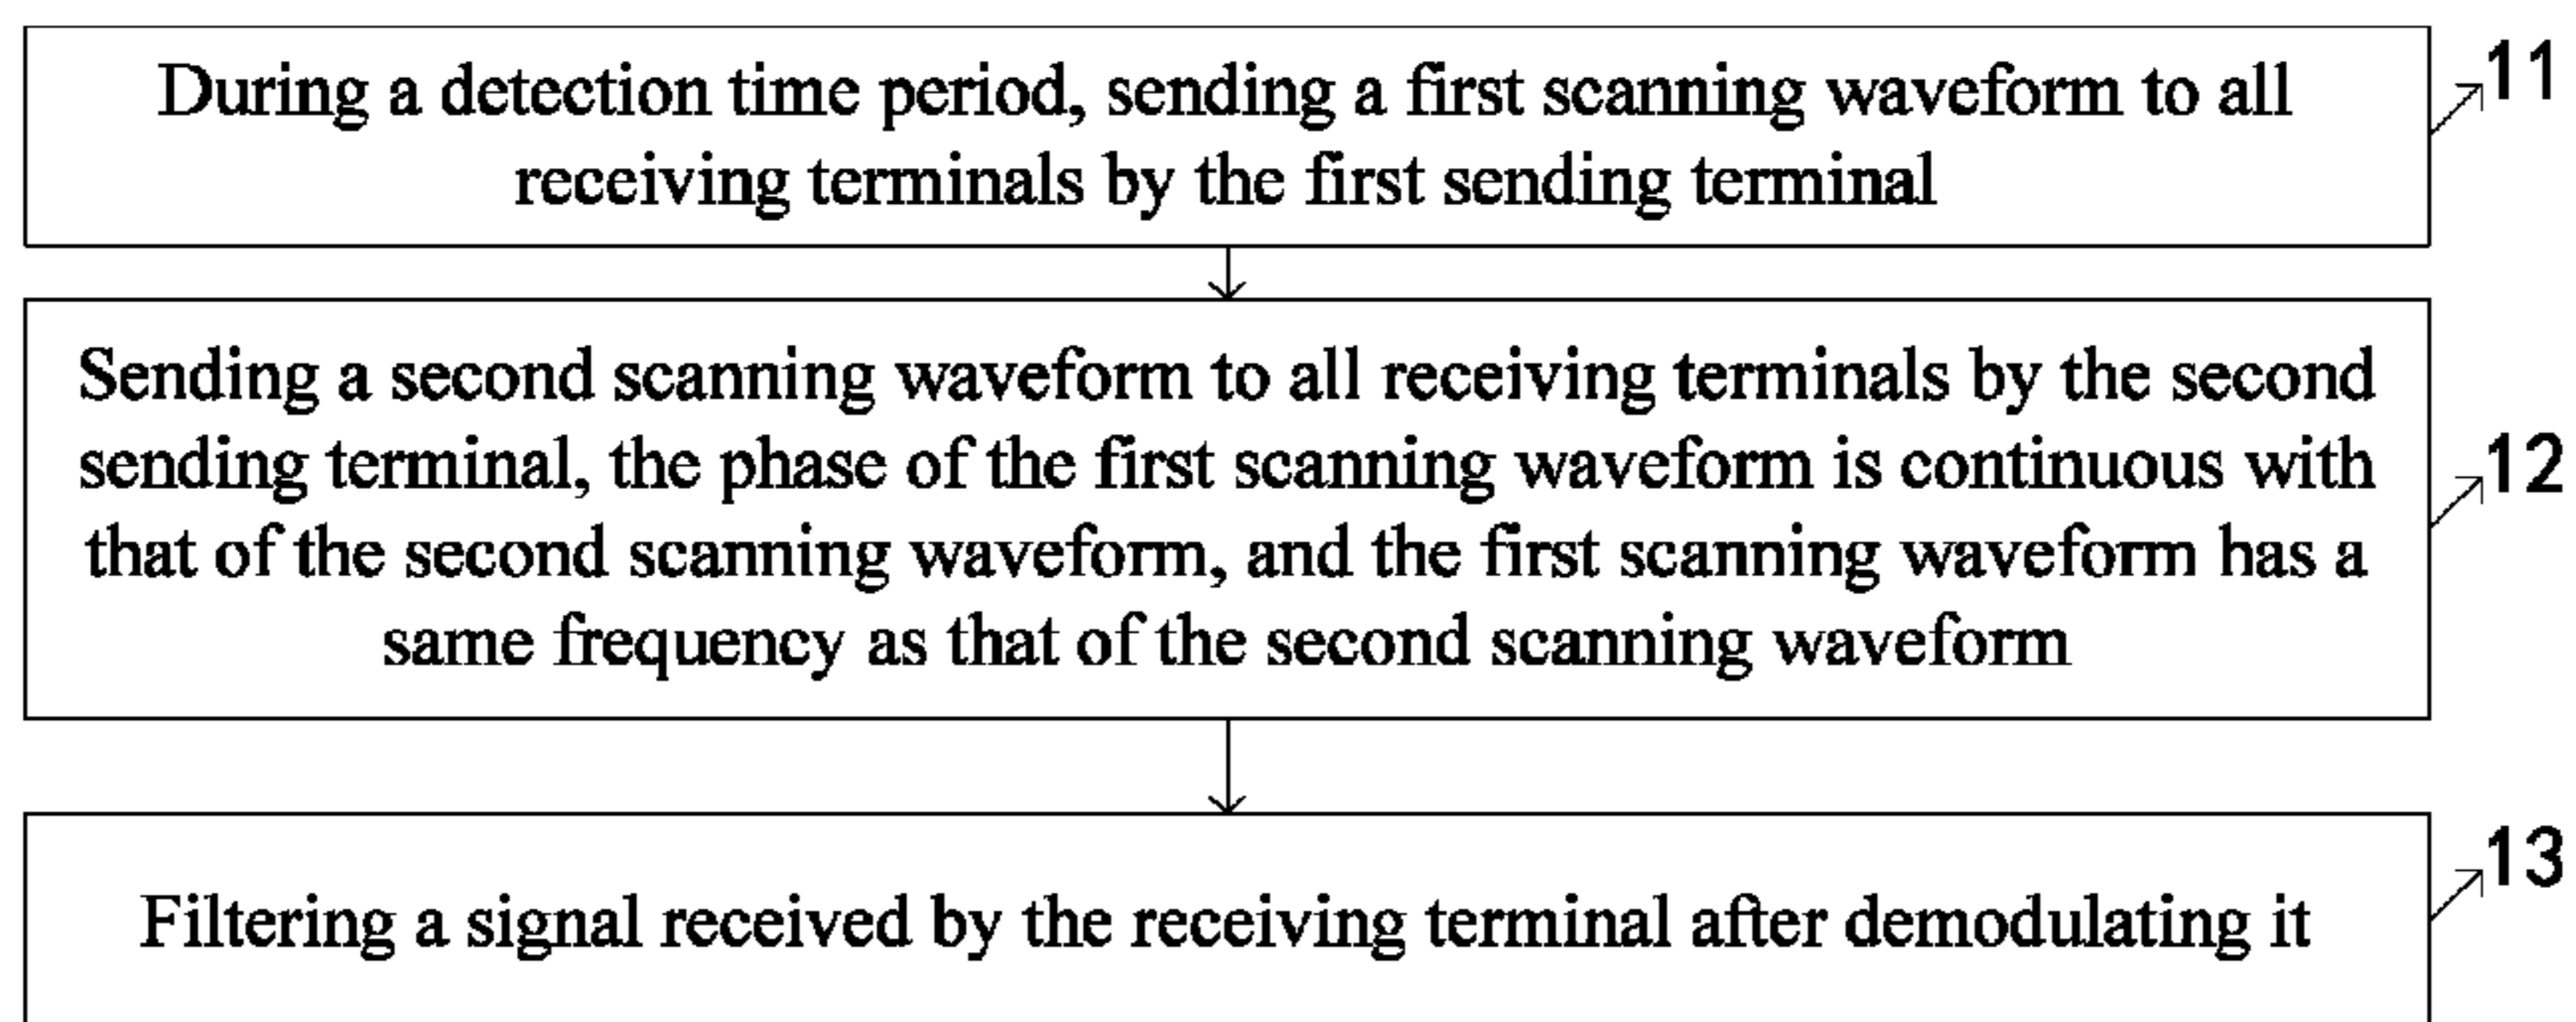 During a detection time period, sending a first scanning waveform to all
receiving terminals by the first sending terminal
11
Sending a second scanning waveform to all receiving terminals by the second
sending terminal, the phase of the first scanning waveform is continuous with
that of the second scanning waveform, and the first scanning waveform has a
same frequency as that of the second scanning waveform
12
Filtering a signal received by the receiving terminal after demodulating it
13